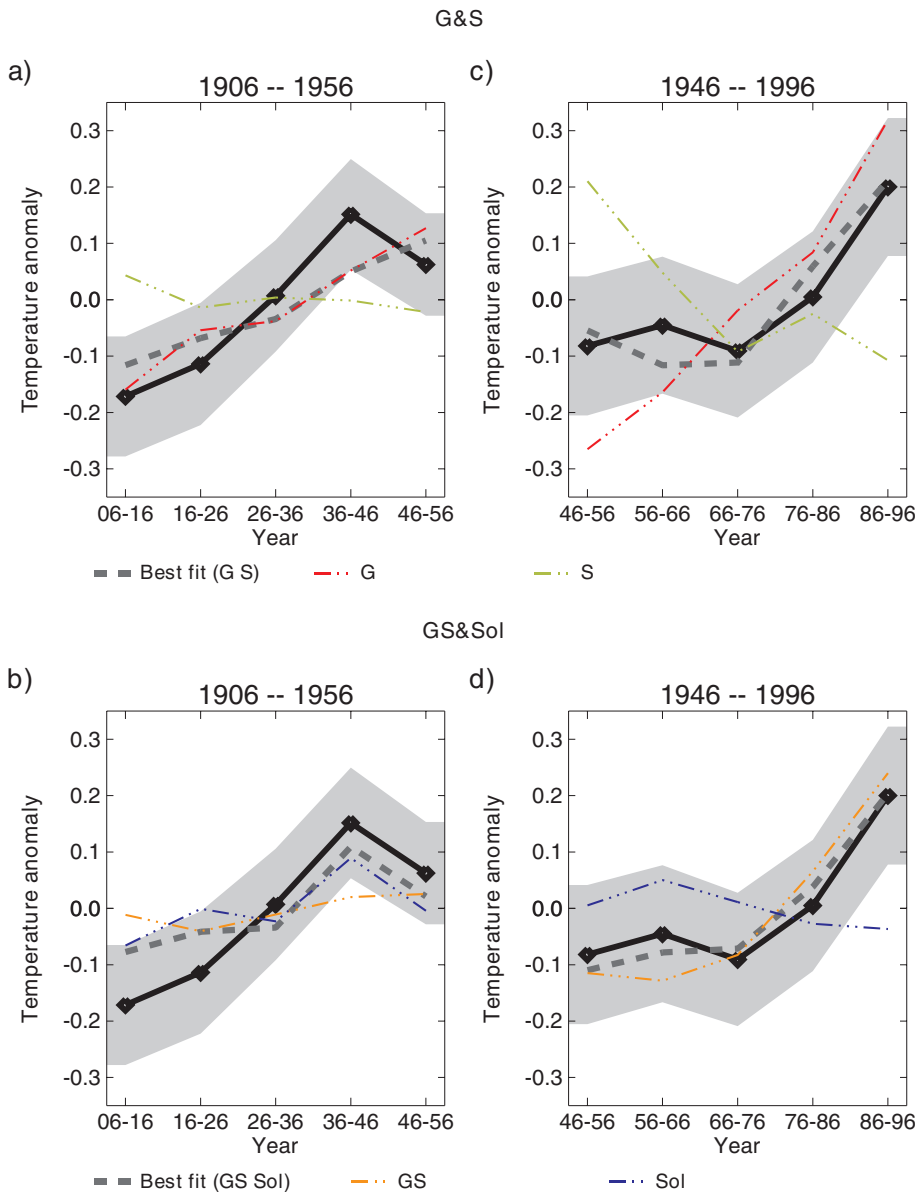 G&S
a)
1906 -- 1956
Temperature anomaly
0.3
0.2
0.1
0.0
-0.1
-0.2
-0.3
06-16 16-26 26-36 36-46 46-56
Year
c)
1946 -- 1996
Temperature anomaly
0.3
0.2
0.1
0.0
-0.1
-0.2
-0.3
46-56 56-66 66-76 76-86 86-96
Year
Best fit (G S) G S
GS&Sol
b)
1906 -- 1956
Temperature anomaly
0.3
0.2
0.1
0.0
-0.1
-0.2
-0.3
06-16 16-26 26-36 36-46 46-56
Year
d)
1946 -- 1996
Temperature anomaly
0.3
0.2
0.1
0.0
-0.1
-0.2
-0.3
46-56 56-66 66-76 76-86 86-96
Year
Best fit (GS Sol) GS Sol